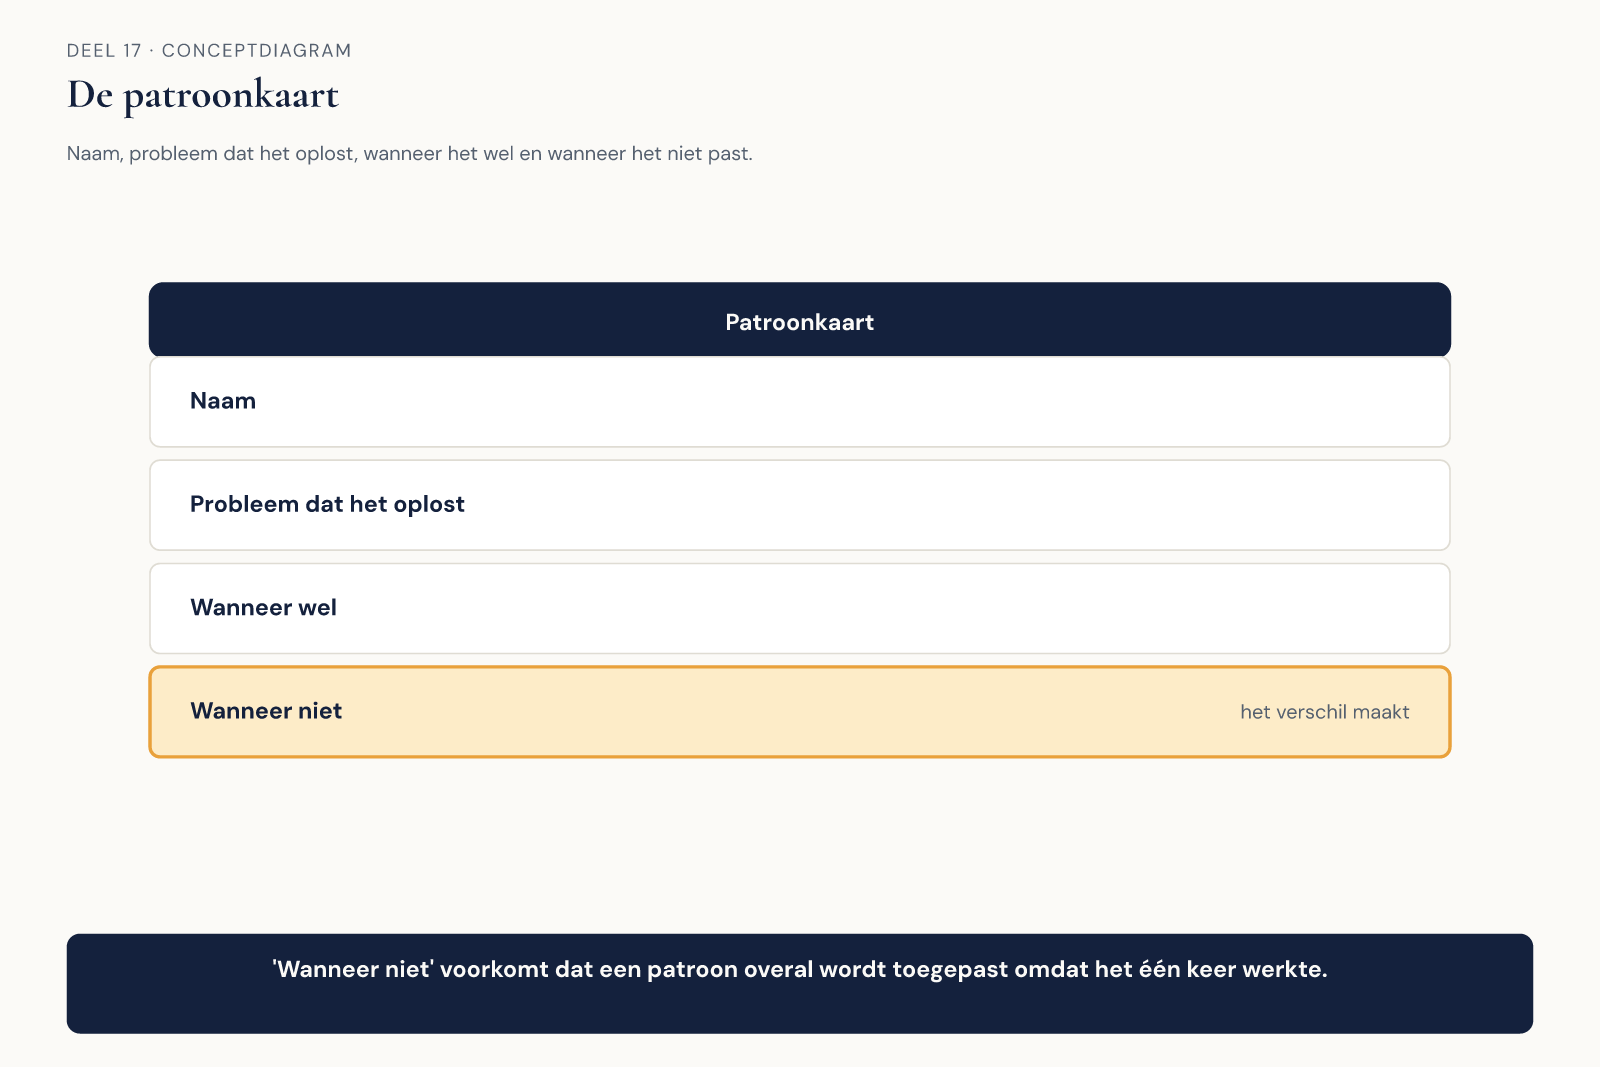 DEEL 17 · CONCEPTDIAGRAM
De patroonkaart
Naam, probleem dat het oplost, wanneer het wel en wanneer het niet past.
Patroonkaart
Naam
Probleem dat het oplost
Wanneer wel
Wanneer niet
het verschil maakt
'Wanneer niet' voorkomt dat een patroon overal wordt toegepast omdat het één keer werkte.